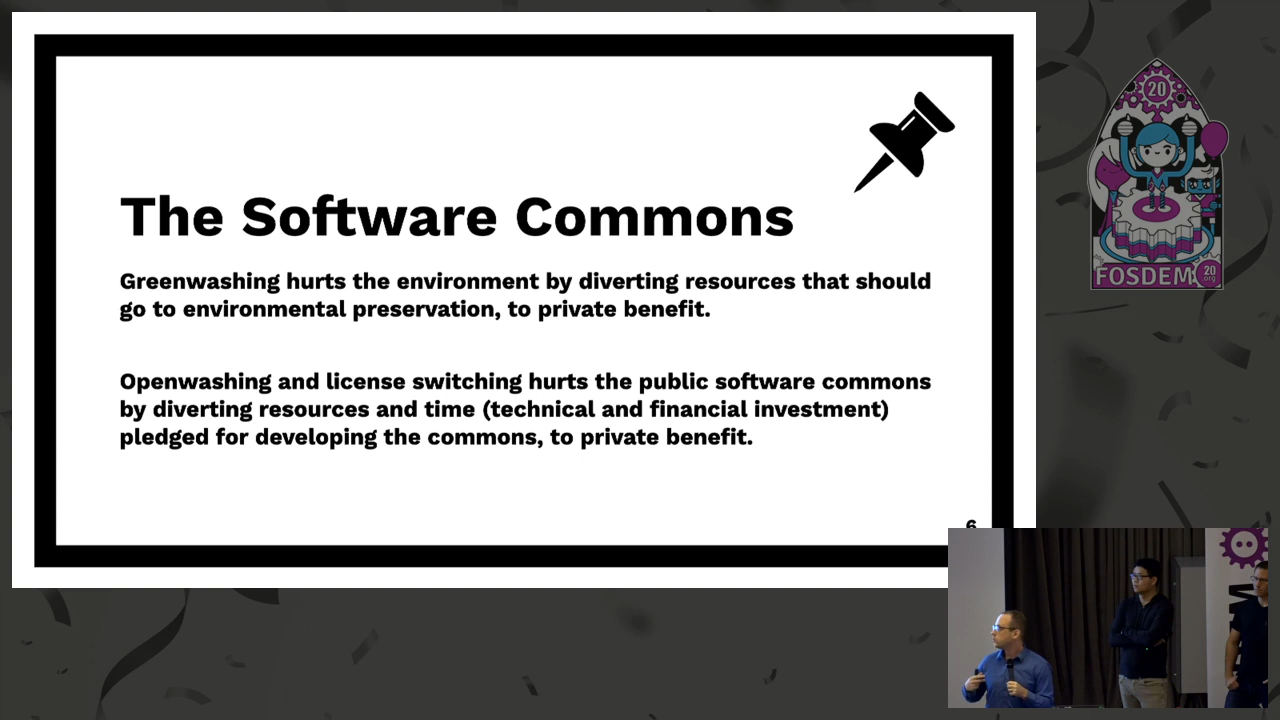 The Software Commons
Greenwashing hurts the environment by diverting resources that should
go to environmental preservation, to private benefit.
Openwashing and license switching hurts the public software commons
by diverting resources and time (technical and financial investment)
pledged for developing the commons, to private benefit.
6
20
FOSDEM
20
.org